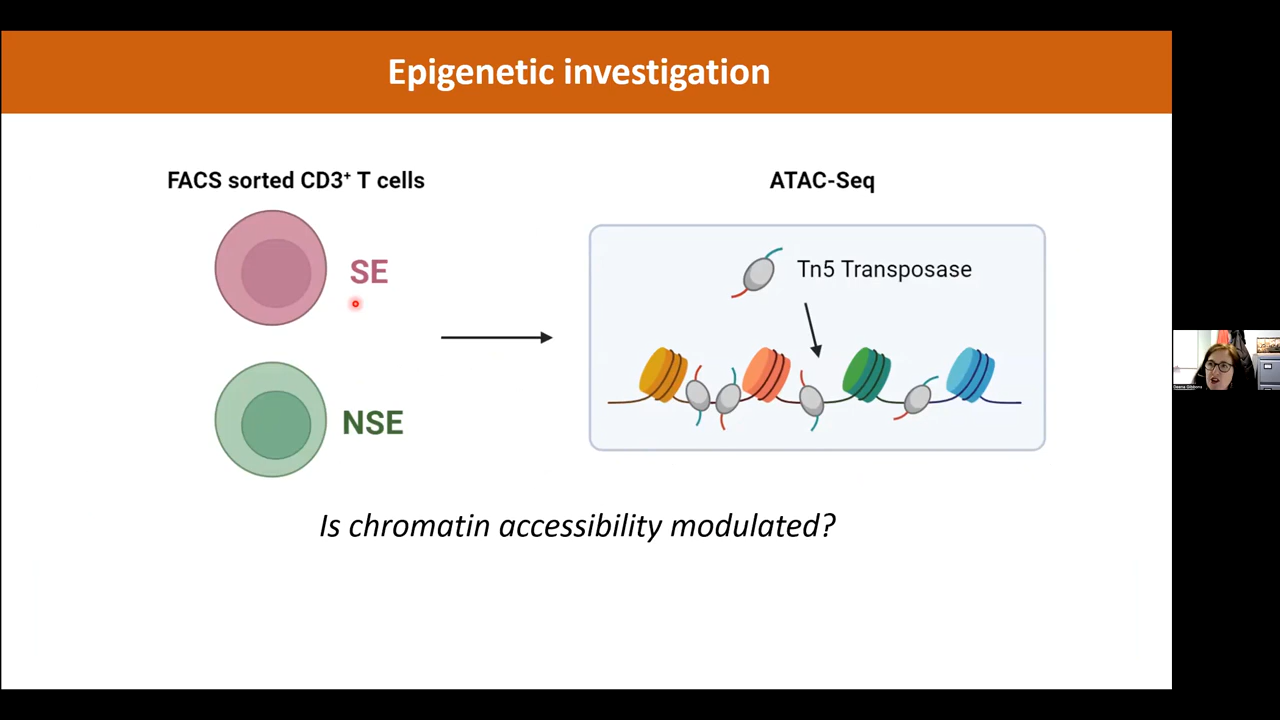 Epigenetic investigation
FACS sorted CD3⁺ T cells
ATAC-Seq
SE
NSE
Tn5 Transposase
Is chromatin accessibility modulated?